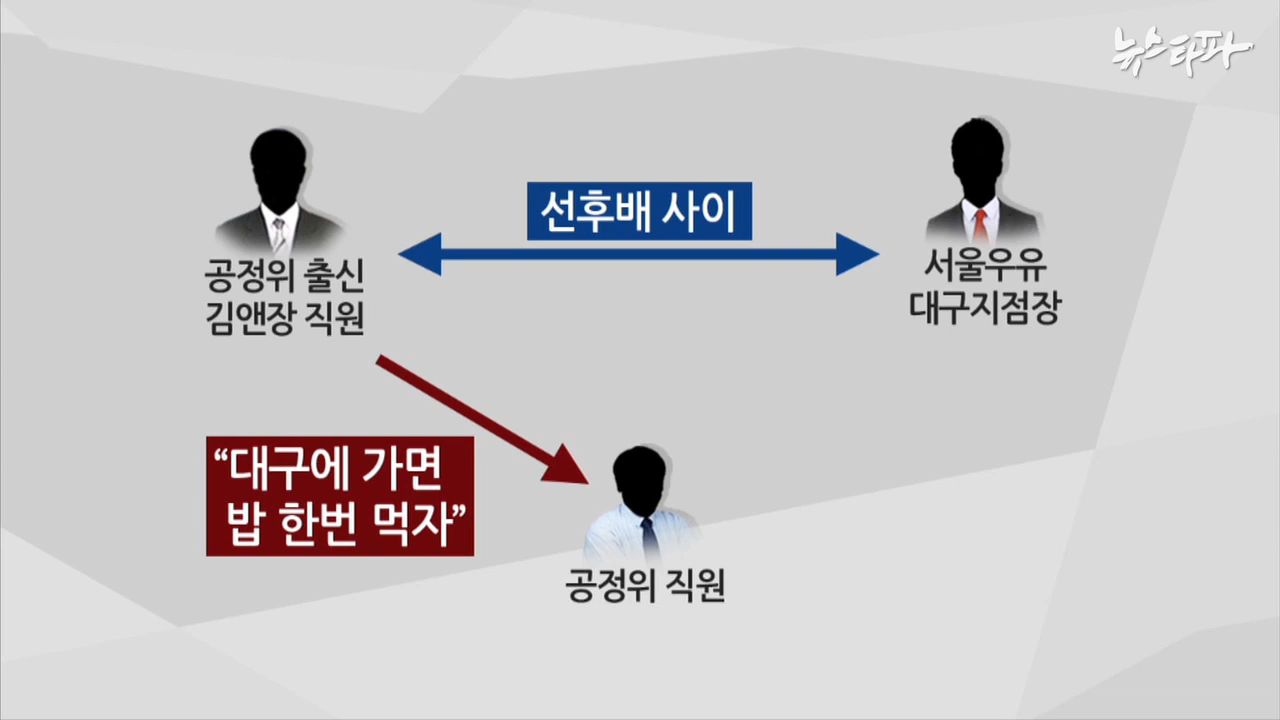 뉴스타파
선후배 사이
공정위 출신
김앤장 직원
서울우유
대구지점장
“대구에 가면
밥 한번 먹자”
공정위 직원